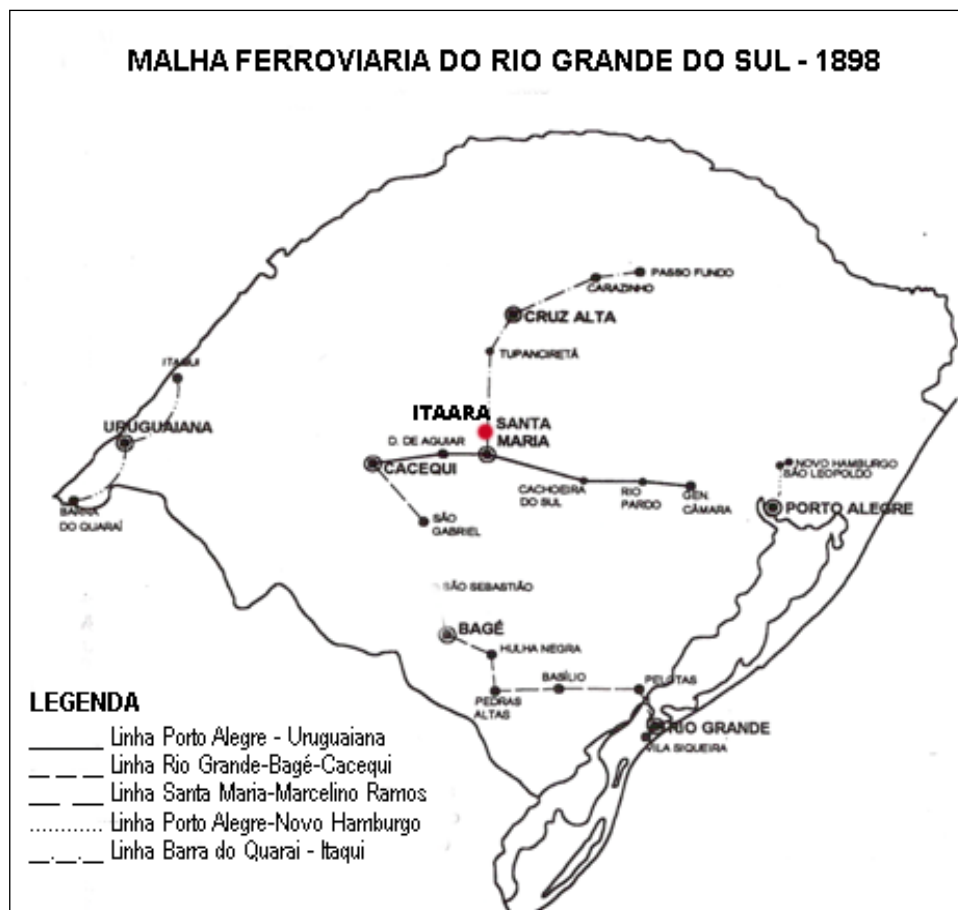 MALHA FERROVIARIA DO RIO GRANDE DO SUL - 1898
PASSO FUNDO
CARAZINHO
CRUZ ALTA
TUPANCIRETÃ
ITAQUI
URUGUAIANA
ITAARA
SANTA
MARIA
D. DE AGUIAR
CACEQUI
NOVO HAMBURGO
SÃO LEOPOLDO
CACHOEIRA
DO SUL
RIO
PARDO
GEN.
CÂMARA
PORTO ALEGRE
BARRA
DO QUARAÍ
SÃO
GABRIEL
SÃO SEBASTIÃO
BAGÉ
HULHA NEGRA
BASÍLIO
PELOTAS
PEDRAS
ALTAS
RIO GRANDE
VILA SIQUEIRA
LEGENDA
Linha Porto Alegre - Uruguaiana
Linha Rio Grande-Bagé-Cacequi
Linha Santa Maria-Marcelino Ramos
Linha Porto Alegre-Novo Hamburgo
Linha Barra do Quarai - Itaqui